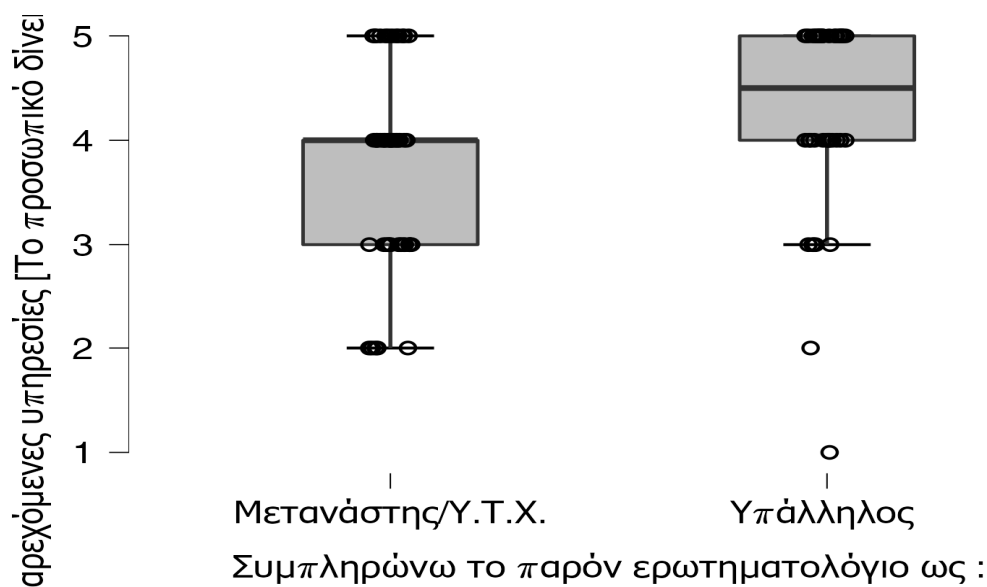 αρεχόμενες υπηρεσίες [Το προσωπικό δίνει
5
4
3
2
1
Μετανάστης/Υ.Τ.Χ.
Υπάλληλος
Συμπληρώνω το παρόν ερωτηματολόγιο ως :